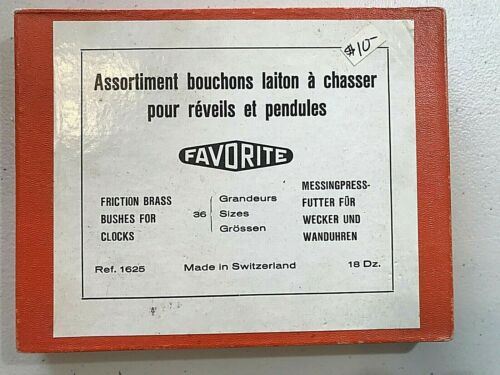 $10-
Assortiment bouchons laiton à chasser
pour réveils et pendules
FAVORITE
FRICTION BRASS
BUSHES FOR
CLOCKS
36
Grandeurs
Sizes
Grössen
MESSINGPRESS-
FUTTER FÜR
WECKER UND
WANDUHREN
Ref. 1625 Made in Switzerland 18 Dz.